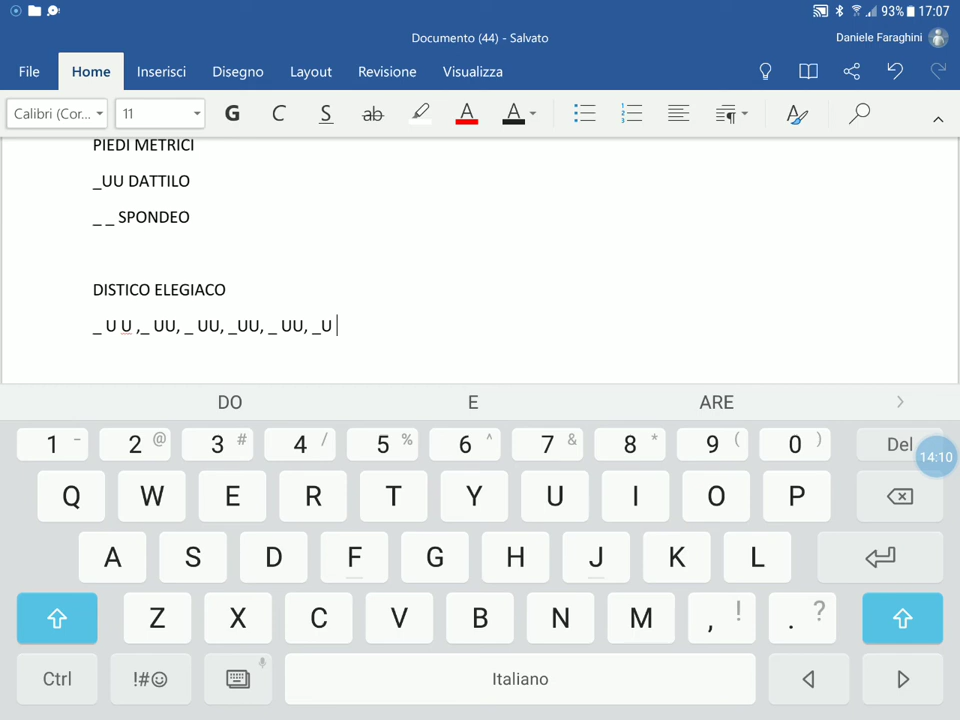 93% 17:07
Documento (44) - Salvato
Daniele Faraghini
File Home Inserisci Disegno Layout Revisione Visualizza
Calibri (Cor... 11 G C S ab A A
PIEDI METRICI
_UU DATTILO
_ _ SPONDEO
DISTICO ELEGIACO
_ U U ,_ UU, _ UU, _UU, _ UU, _U
DO E ARE
1 - 2 @ 3 # 4 / 5 % 6 ^ 7 & 8 * 9 ( 0 ) Del
14:10
Q W E R T Y U I O P
A S D F G H J K L
Z X C V B N M , ! . ?
Ctrl !#☺ Italiano